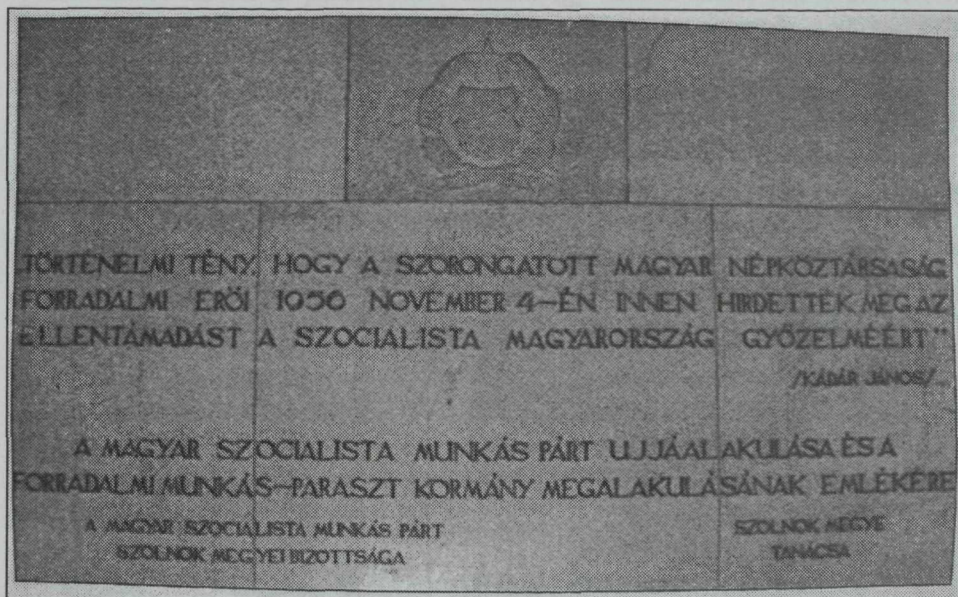 „TÖRTÉNELMI TÉNY, HOGY A SZORONGATOTT MAGYAR NÉPKÖZTÁRSASÁG
FORRADALMI ERŐI 1956 NOVEMBER 4-ÉN INNEN HIRDETTÉK MEG AZ
ELLENTÁMADÁST A SZOCIALISTA MAGYARORSZÁG GYŐZELMÉÉRT"
/KÁDÁR JÁNOS/
A MAGYAR SZOCIALISTA MUNKÁS PÁRT UJJÁALAKULÁSA ÉS A
FORRADALMI MUNKÁS-PARASZT KORMÁNY MEGALAKULÁSÁNAK EMLÉKÉRE
A MAGYAR SZOCIALISTA MUNKÁS PÁRT
SZOLNOK MEGYEI BIZOTTSÁGA
SZOLNOK MEGYE
TANÁCSA